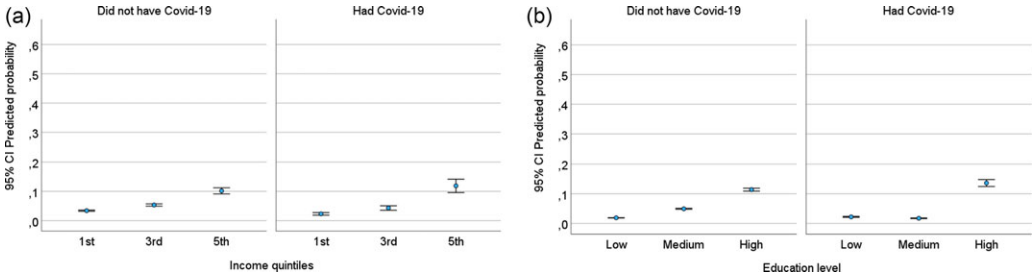 (a)
Did not have Covid-19
Had Covid-19
95% CI Predicted probability
,6
,5
,4
,3
,2
,1
,0
1st
3rd
5th
1st
3rd
5th
Income quintiles
(b)
Did not have Covid-19
Had Covid-19
95% CI Predicted probability
,6
,5
,4
,3
,2
,1
,0
Low
Medium
High
Low
Medium
High
Education level